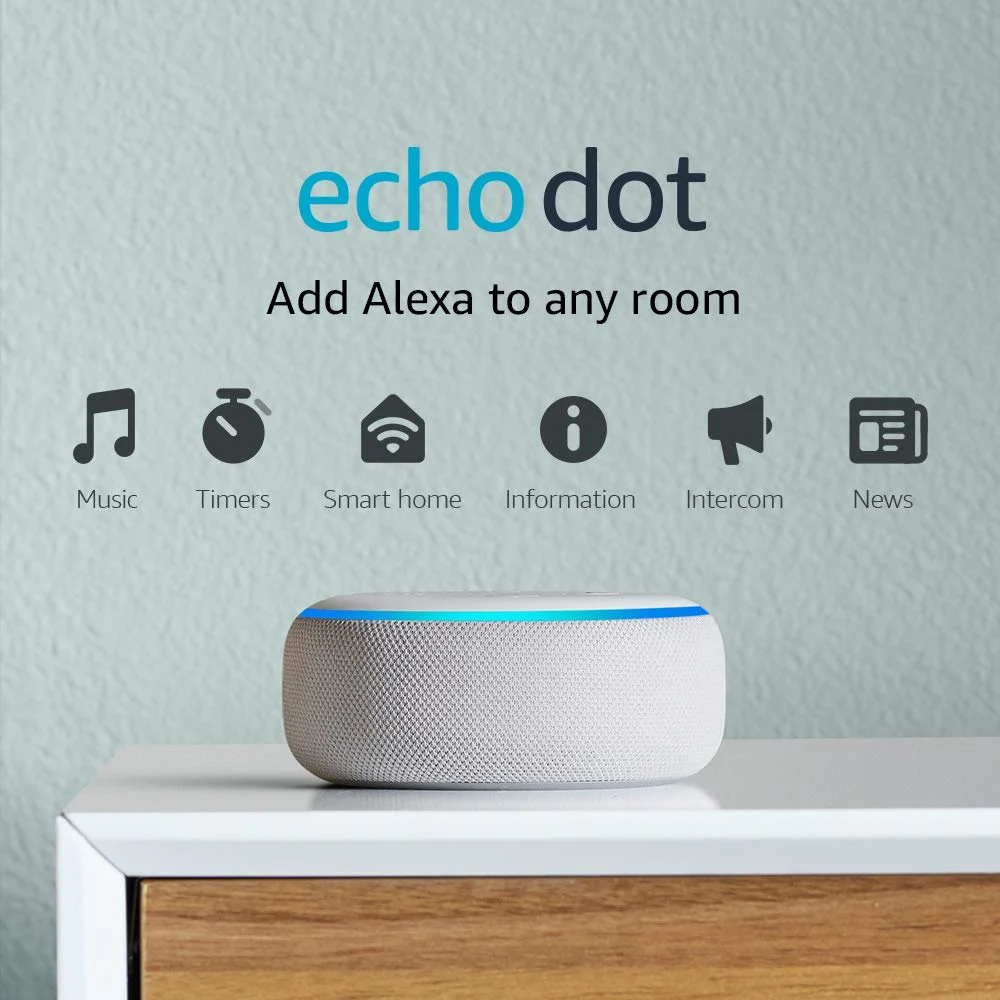 echo dot
Add Alexa to any room
Music Timers Smart home Information Intercom News